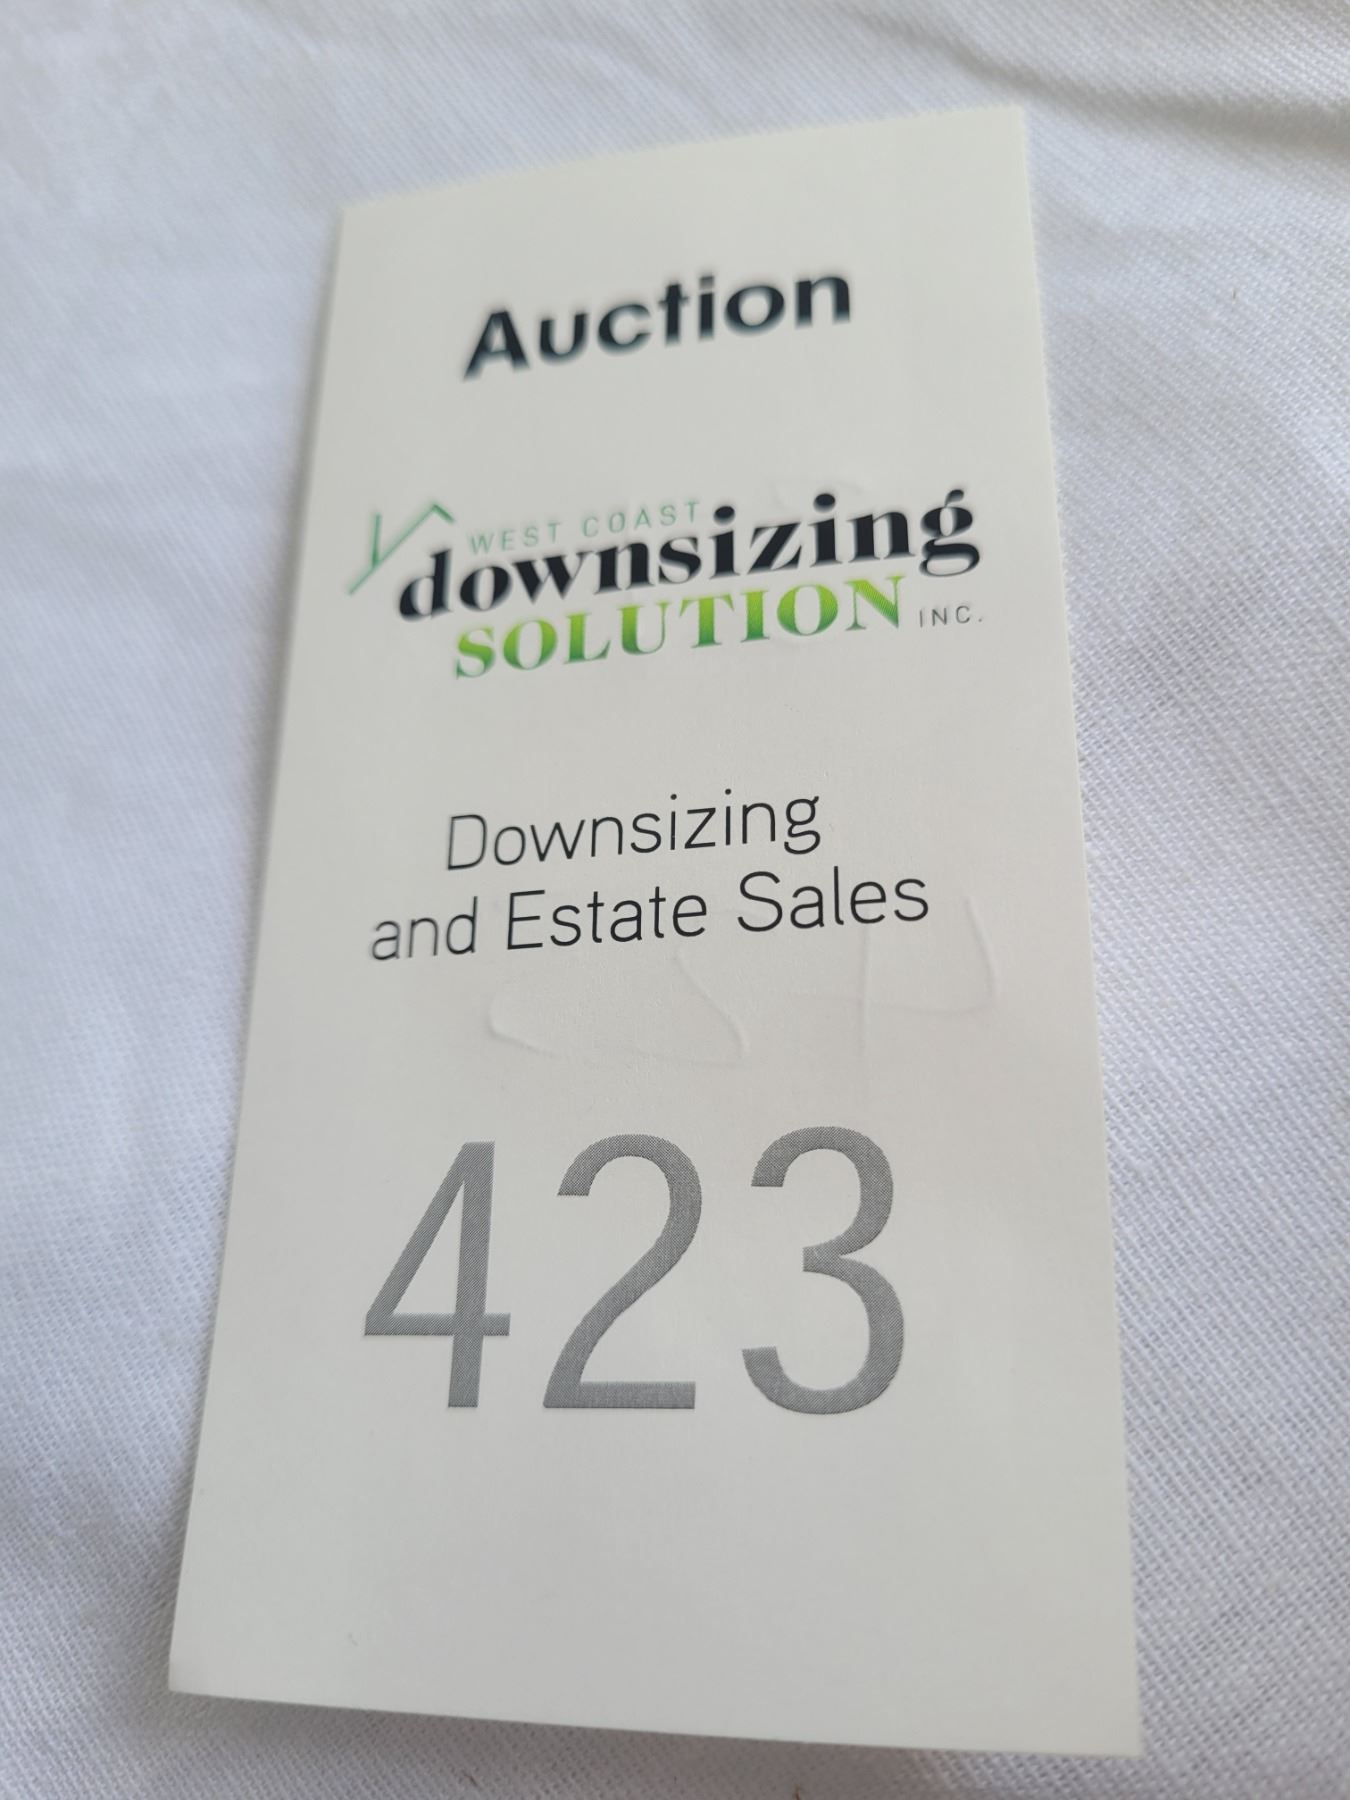 Auction
WEST COAST
downsizing
SOLUTION INC.
Downsizing
and Estate Sales
423